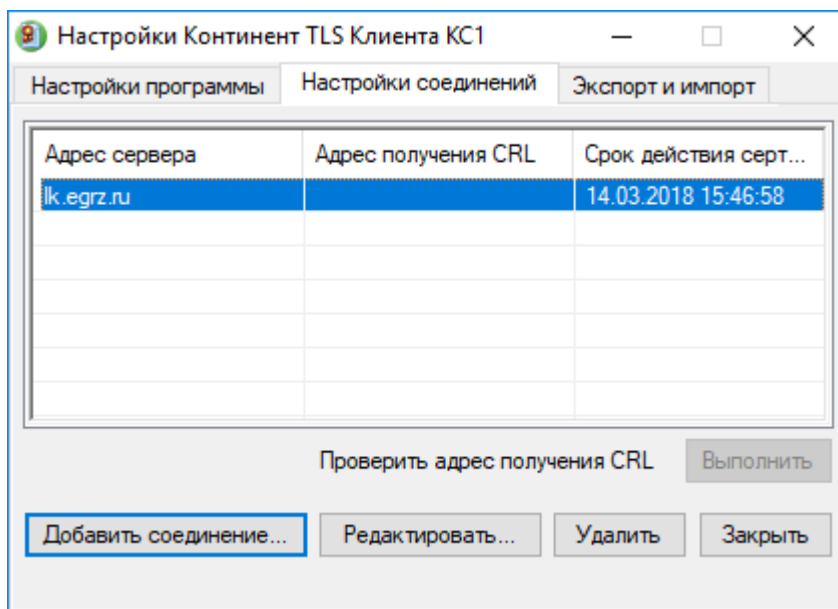 Настройки Континент TLS Клиента КС1
Настройки программы Настройки соединений Экспорт и импорт
Адрес сервера Адрес получения CRL Срок действия серт...
lk.egrz.ru 14.03.2018 15:46:58
Проверить адрес получения CRL Выполнить
Добавить соединение... Редактировать... Удалить Закрыть